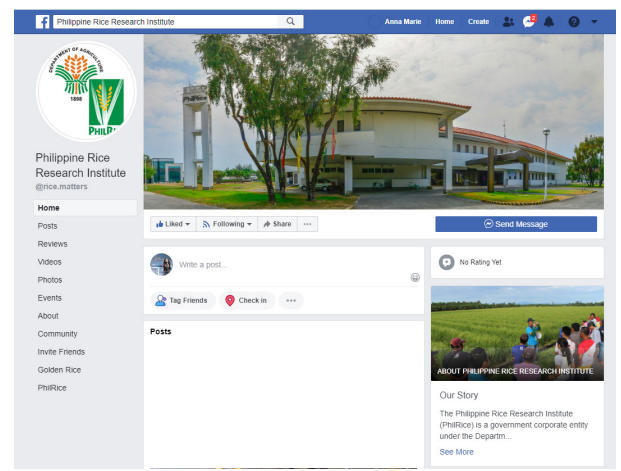 Philippine Rice Research Institute
Anna Marie
Home
Create
2
DEPARTMENT OF AGRICULTURE
1898
Philippine Rice
Research Institute
@rice.matters
Home
Posts
Reviews
Videos
Photos
Events
About
Community
Invite Friends
Golden Rice
PhilRice
Liked
Following
Share
Send Message
Write a post...
Tag Friends
Check in
Posts
No Rating Yet
ABOUT PHILIPPINE RICE RESEARCH INSTITUTE
Our Story
The Philippine Rice Research Institute
(PhilRice) is a government corporate entity
under the Departm...
See More